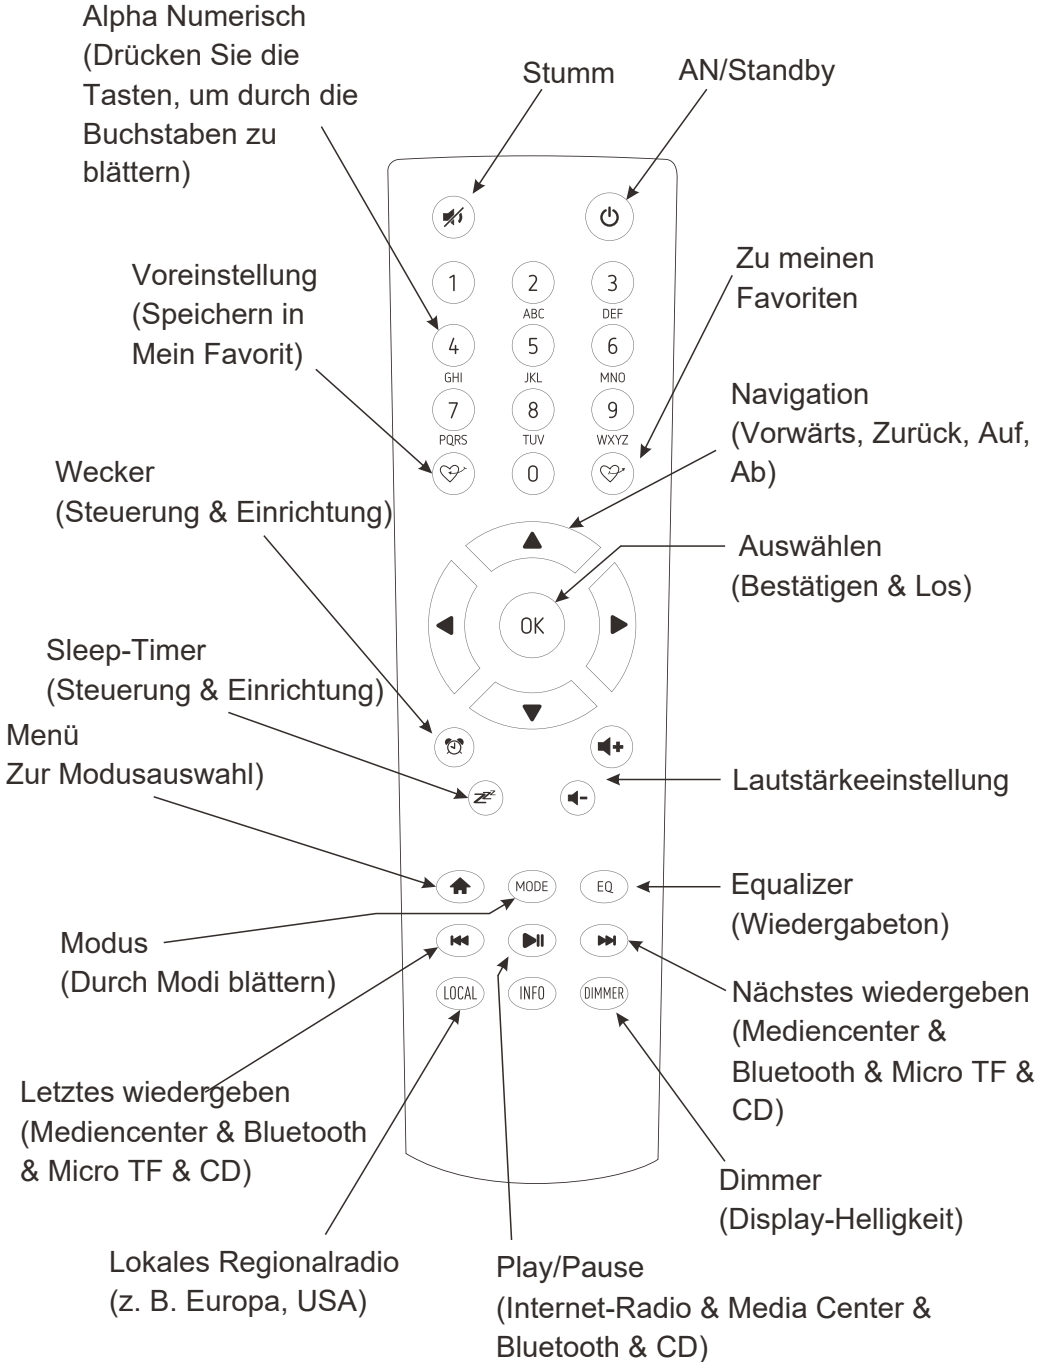 Alpha Numerisch
(Drücken Sie die
Tasten, um durch die
Buchstaben zu
blättern)
Stumm
AN/Standby
Voreinstellung
(Speichern in
Mein Favorit)
Zu meinen
Favoriten
1
2
3
ABC
DEF
4
5
6
GHI
JKL
MNO
7
8
9
PQRS
TUV
WXYZ
0
Navigation
(Vorwärts, Zurück, Auf,
Ab)
Wecker
(Steuerung & Einrichtung)
Auswählen
(Bestätigen & Los)
OK
Sleep-Timer
(Steuerung & Einrichtung)
Menü
Zur Modusauswahl)
zzz
Lautstärkeeinstellung
MODE
EQ
Equalizer
(Wiedergabeton)
Modus
(Durch Modi blättern)
LOCAL
INFO
DIMMER
Nächstes wiedergeben
(Mediencenter &
Bluetooth & Micro TF &
CD)
Letztes wiedergeben
(Mediencenter & Bluetooth
& Micro TF & CD)
Dimmer
(Display-Helligkeit)
Lokales Regionalradio
(z. B. Europa, USA)
Play/Pause
(Internet-Radio & Media Center &
Bluetooth & CD)